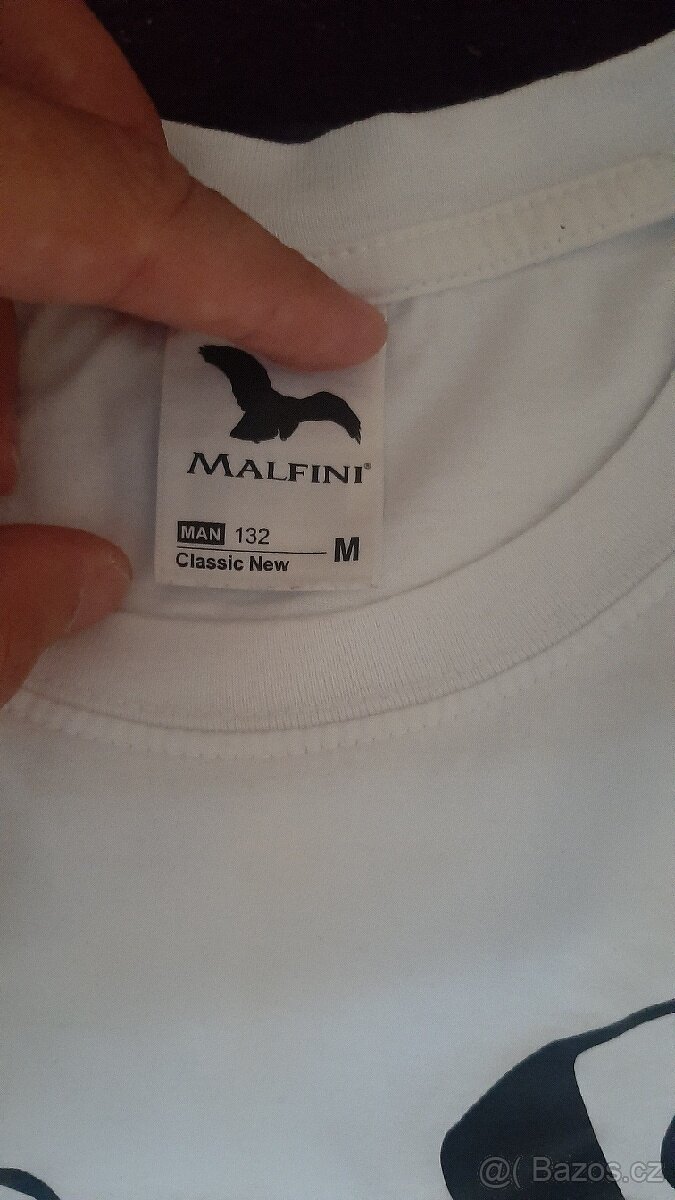 MALFINI®
MAN 132
Classic New
M
@( Bazos.cz